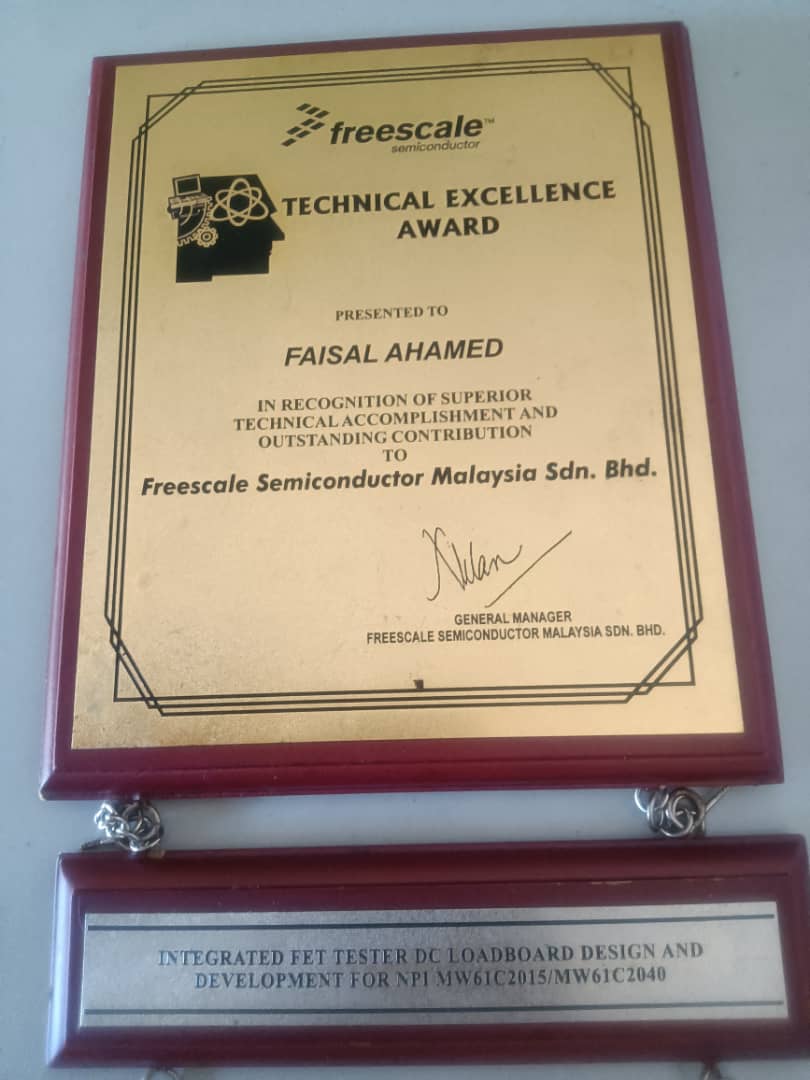 freescale™
semiconductor
TECHNICAL EXCELLENCE
AWARD
PRESENTED TO
FAISAL AHAMED
IN RECOGNITION OF SUPERIOR
TECHNICAL ACCOMPLISHMENT AND
OUTSTANDING CONTRIBUTION
TO
Freescale Semiconductor Malaysia Sdn. Bhd.
GENERAL MANAGER
FREESCALE SEMICONDUCTOR MALAYSIA SDN. BHD.
INTEGRATED FET TESTER DC LOADBOARD DESIGN AND
DEVELOPMENT FOR NPI MW61C2015/MW61C2040